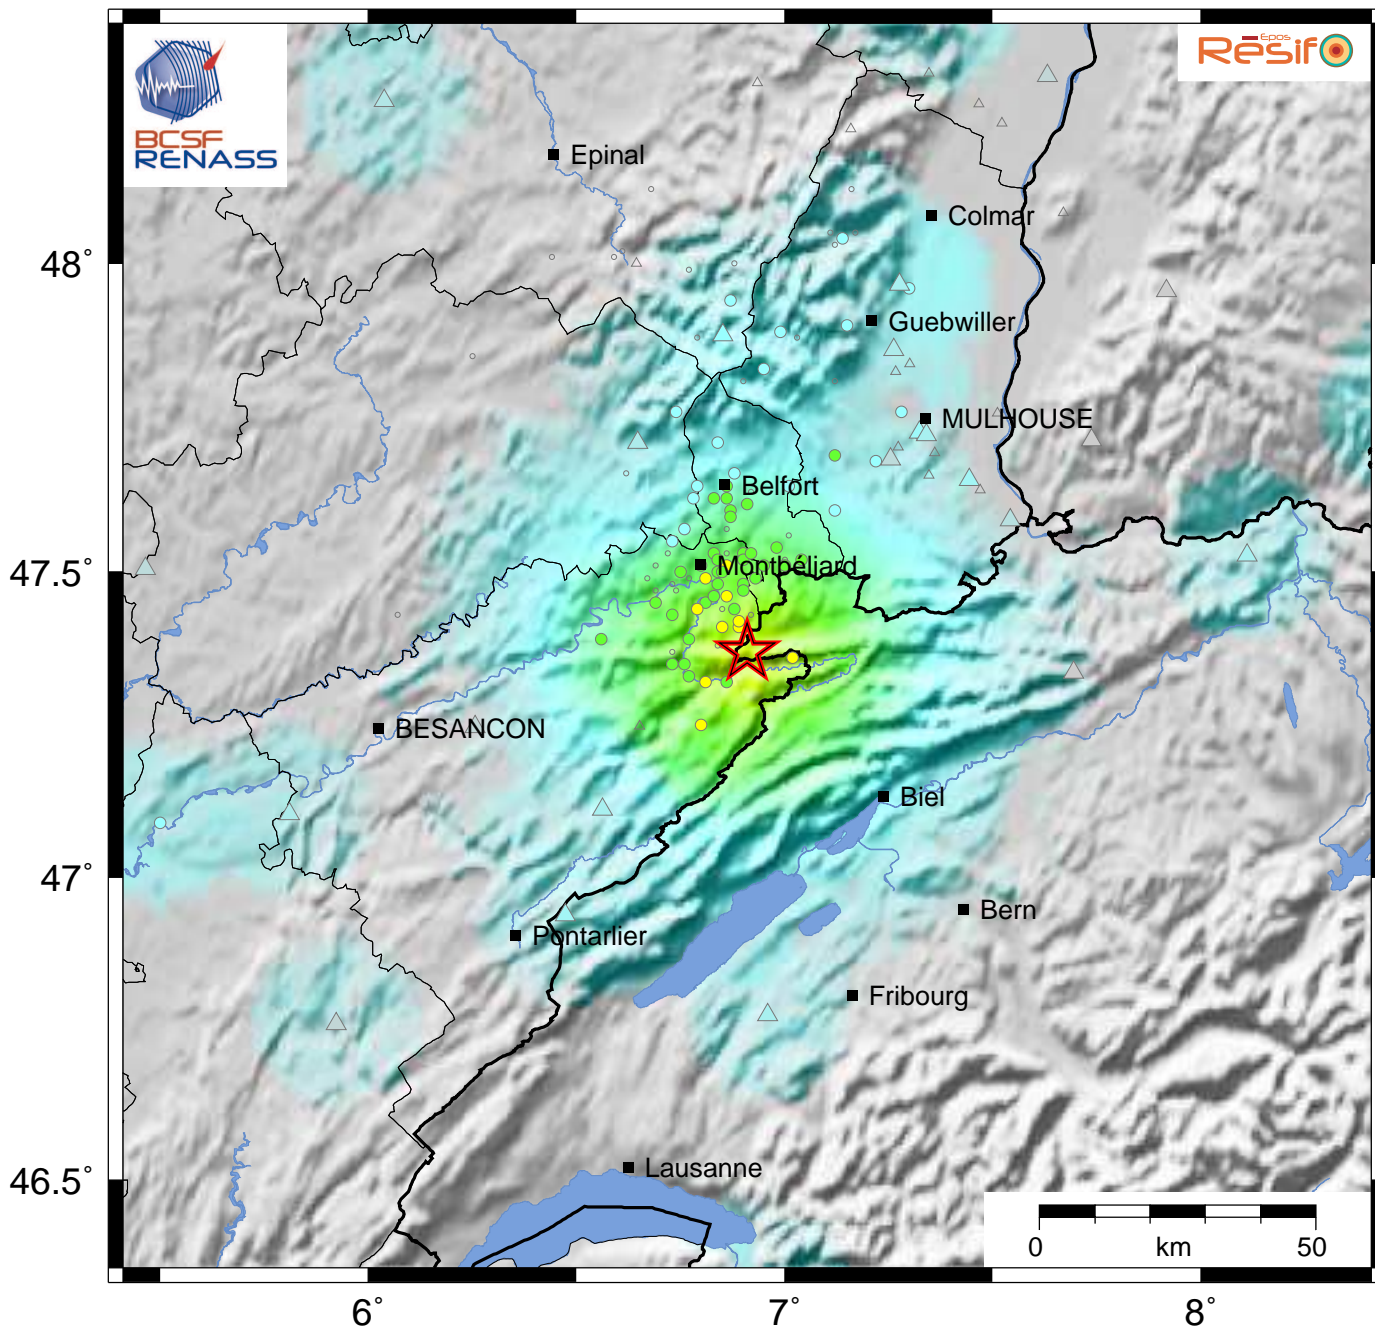 BCSF
RENASS
Epos
Résif
Epinal
Colmar
48°
Guebwiller
MULHOUSE
Belfort
47.5°
Montbéliard
BESANCON
Biel
47°
Bern
Pontarlier
Fribourg
46.5°
Lausanne
0 km 50
6° 7° 8°